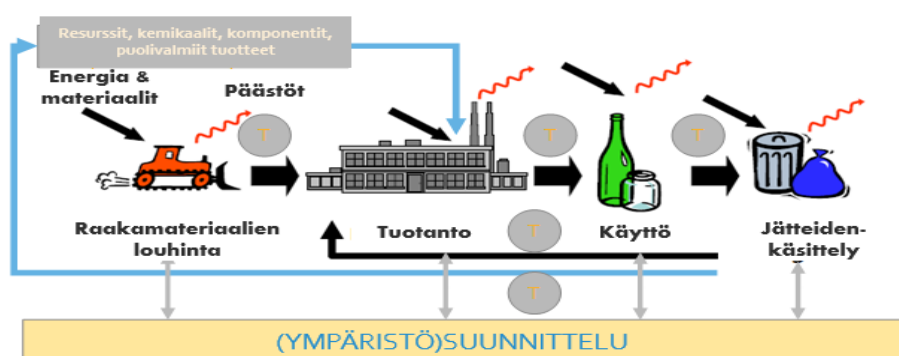 Resurssit, kemikaalit, komponentit,
puolivalmiit tuotteet
Energia &
materiaalit
Päästöt
T
T
T
Raakamateriaalien
louhinta
Tuotanto
T
Käyttö
Jätteiden-
käsittely
T
(YMPÄRISTÖ)SUUNNITTELU